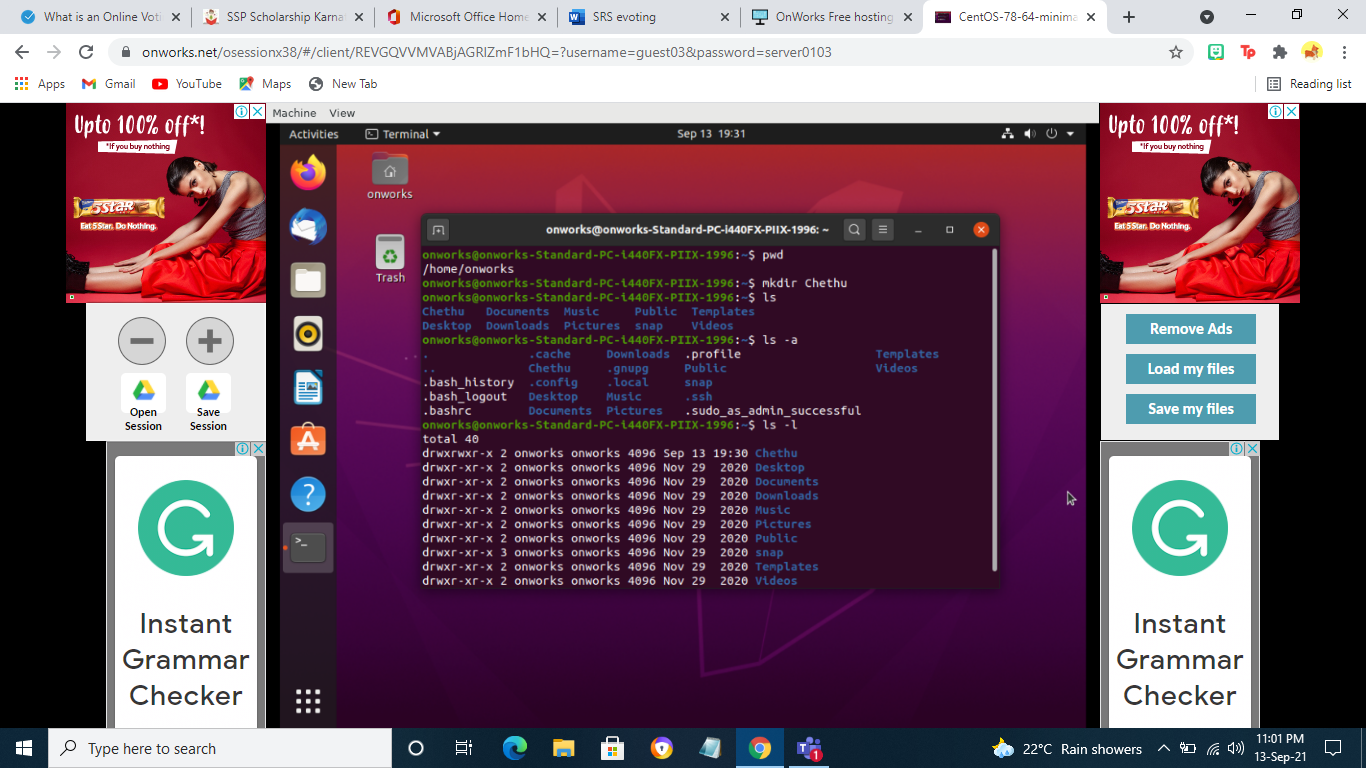 What is an Online Voti
SSP Scholarship Karnat
Microsoft Office Home
SRS evoting
OnWorks Free hosting
CentOS-78-64-minima
onworks.net/osessionx38/#/client/REVGQVVMVABjAGRlZmF1bHQ=?username=guest03&password=server0103
Apps
Gmail
YouTube
Maps
New Tab
Reading list
Upto 100% off*!
*If you buy nothing
5STAR
Eat 5Star. Do Nothing.
Open Session
Save Session
Instant
Grammar
Checker
Machine View
Activities
Terminal
Sep 13 19:31
onworks
Trash
onworks@onworks-Standard-PC-i440FX-PIIX-1996: ~
onworks@onworks-Standard-PC-i440FX-PIIX-1996:~$ pwd
/home/onworks
onworks@onworks-Standard-PC-i440FX-PIIX-1996:~$ mkdir Chethu
onworks@onworks-Standard-PC-i440FX-PIIX-1996:~$ ls
Chethu Documents Music Public Templates
Desktop Downloads Pictures snap Videos
onworks@onworks-Standard-PC-i440FX-PIIX-1996:~$ ls -a
. .cache Downloads .profile Templates
.. Chethu .gnupg Public Videos
.bash_history .config .local snap
.bash_logout Desktop Music .ssh
.bashrc Documents Pictures .sudo_as_admin_successful
onworks@onworks-Standard-PC-i440FX-PIIX-1996:~$ ls -l
total 40
drwxrwxr-x 2 onworks onworks 4096 Sep 13 19:30 Chethu
drwxr-xr-x 2 onworks onworks 4096 Nov 29 2020 Desktop
drwxr-xr-x 2 onworks onworks 4096 Nov 29 2020 Documents
drwxr-xr-x 2 onworks onworks 4096 Nov 29 2020 Downloads
drwxr-xr-x 2 onworks onworks 4096 Nov 29 2020 Music
drwxr-xr-x 2 onworks onworks 4096 Nov 29 2020 Pictures
drwxr-xr-x 2 onworks onworks 4096 Nov 29 2020 Public
drwxr-xr-x 3 onworks onworks 4096 Nov 29 2020 snap
drwxr-xr-x 2 onworks onworks 4096 Nov 29 2020 Templates
drwxr-xr-x 2 onworks onworks 4096 Nov 29 2020 Videos
Upto 100% off*!
*If you buy nothing
5STAR
Eat 5Star. Do Nothing.
Remove Ads
Load my files
Save my files
Instant
Grammar
Checker
Type here to search
1
22°C Rain showers
11:01 PM
13-Sep-21